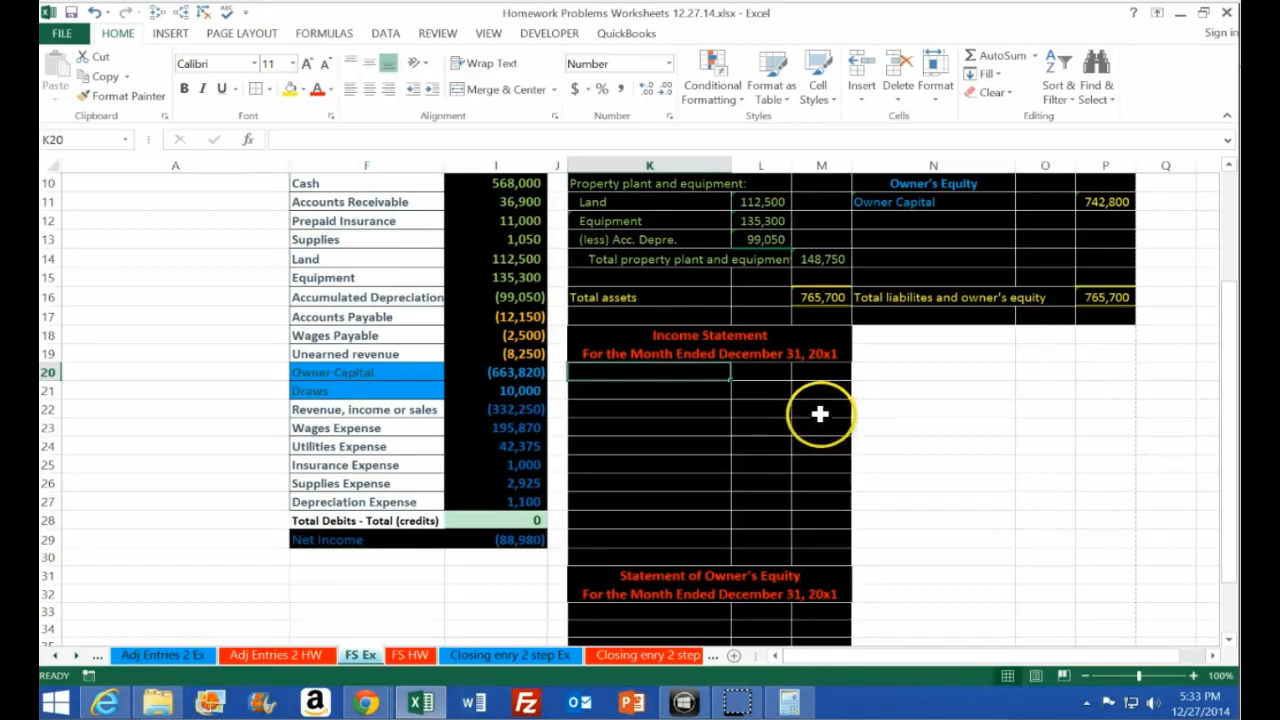 Homework Problems Worksheets 12.27.14.xlsx - Excel
FILE HOME INSERT PAGE LAYOUT FORMULAS DATA REVIEW VIEW DEVELOPER QuickBooks Sign in
Cut
Copy
Format Painter
Paste
Clipboard
Calibri 11
B I U
Font
Wrap Text
Merge & Center
Alignment
Number
$ % ,
Number
Conditional Formatting
Format as Table
Cell Styles
Styles
Insert Delete Format
Cells
AutoSum
Fill
Clear
Sort & Filter
Find & Select
Editing
K20 fx
A F I J K L M N O P Q
10 Cash 568,000 Property plant and equipment: Owner's Equity
11 Accounts Receivable 36,900 Land 112,500 Owner Capital 742,800
12 Prepaid Insurance 11,000 Equipment 135,300
13 Supplies 1,050 (less) Acc. Depre. 99,050
14 Land 112,500 Total property plant and equipmen 148,750
15 Equipment 135,300
16 Accumulated Depreciation (99,050) Total assets 765,700 Total liabilites and owner's equity 765,700
17 Accounts Payable (12,150)
18 Wages Payable (2,500) Income Statement
19 Unearned revenue (8,250) For the Month Ended December 31, 20x1
20 Owner Capital (663,820)
21 Draws 10,000
22 Revenue, income or sales (332,250)
23 Wages Expense 195,870
24 Utilities Expense 42,375
25 Insurance Expense 1,000
26 Supplies Expense 2,925
27 Depreciation Expense 1,100
28 Total Debits - Total (credits) 0
29 Net Income (88,980)
30
31 Statement of Owner's Equity
32 For the Month Ended December 31, 20x1
33
34
... Adj Entries 2 Ex Adj Entries 2 HW FS Ex FS HW Closing enry 2 step Ex Closing enry 2 step ...
READY 100%
5:33 PM
12/27/2014